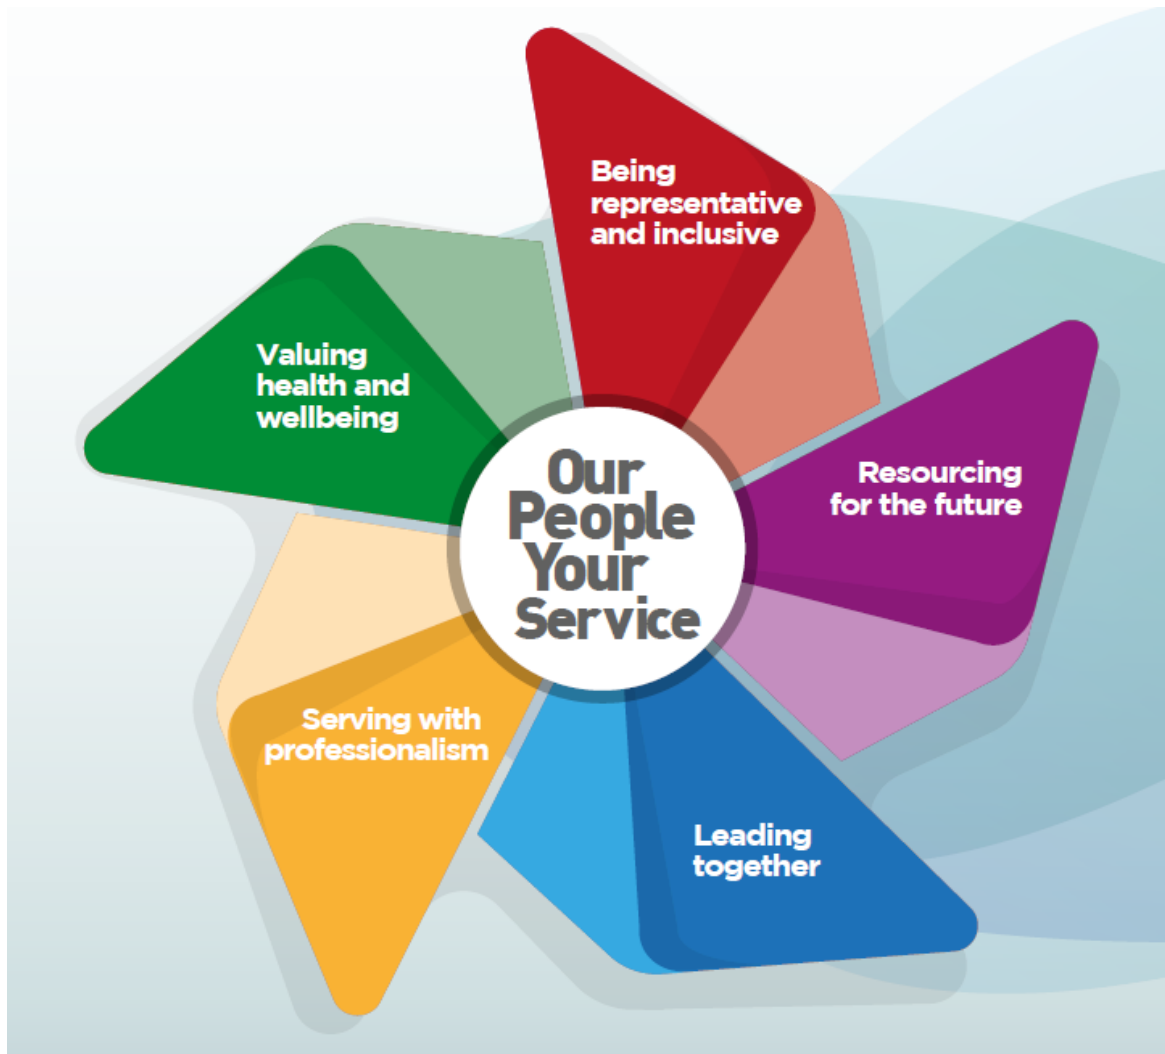 Being
representative
and inclusive
Valuing
health and
wellbeing
Resourcing
for the future
Our
People
Your
Service
Serving with
professionalism
Leading
together